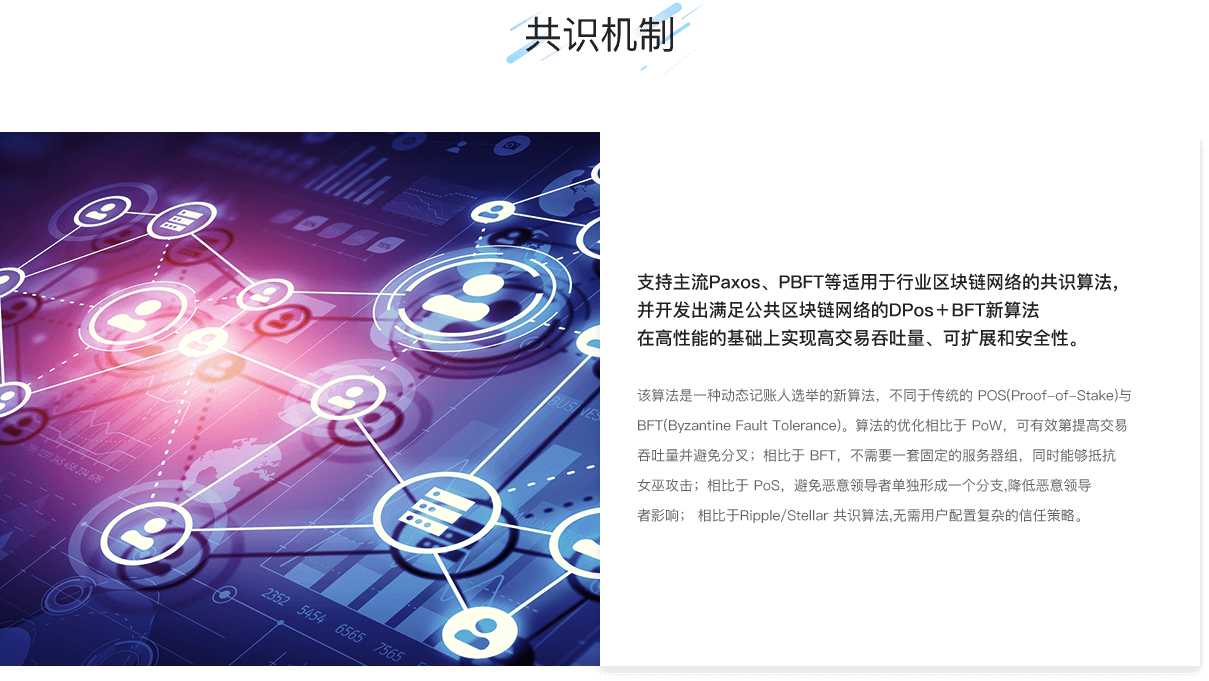 共识机制
支持主流Paxos、PBFT等适用于行业区块链网络的共识算法，
并开发出满足公共区块链网络的DPos＋BFT新算法
在高性能的基础上实现高交易吞吐量、可扩展和安全性。
该算法是一种动态记账人选举的新算法，不同于传统的 POS(Proof-of-Stake)与
BFT(Byzantine Fault Tolerance)。算法的优化相比于 PoW，可有效第提高交易
吞吐量并避免分叉；相比于 BFT，不需要一套固定的服务器组，同时能够抵抗
女巫攻击；相比于 PoS，避免恶意领导者单独形成一个分支,降低恶意领导
者影响； 相比于Ripple/Stellar 共识算法,无需用户配置复杂的信任策略。
2352 5454 6565 7565